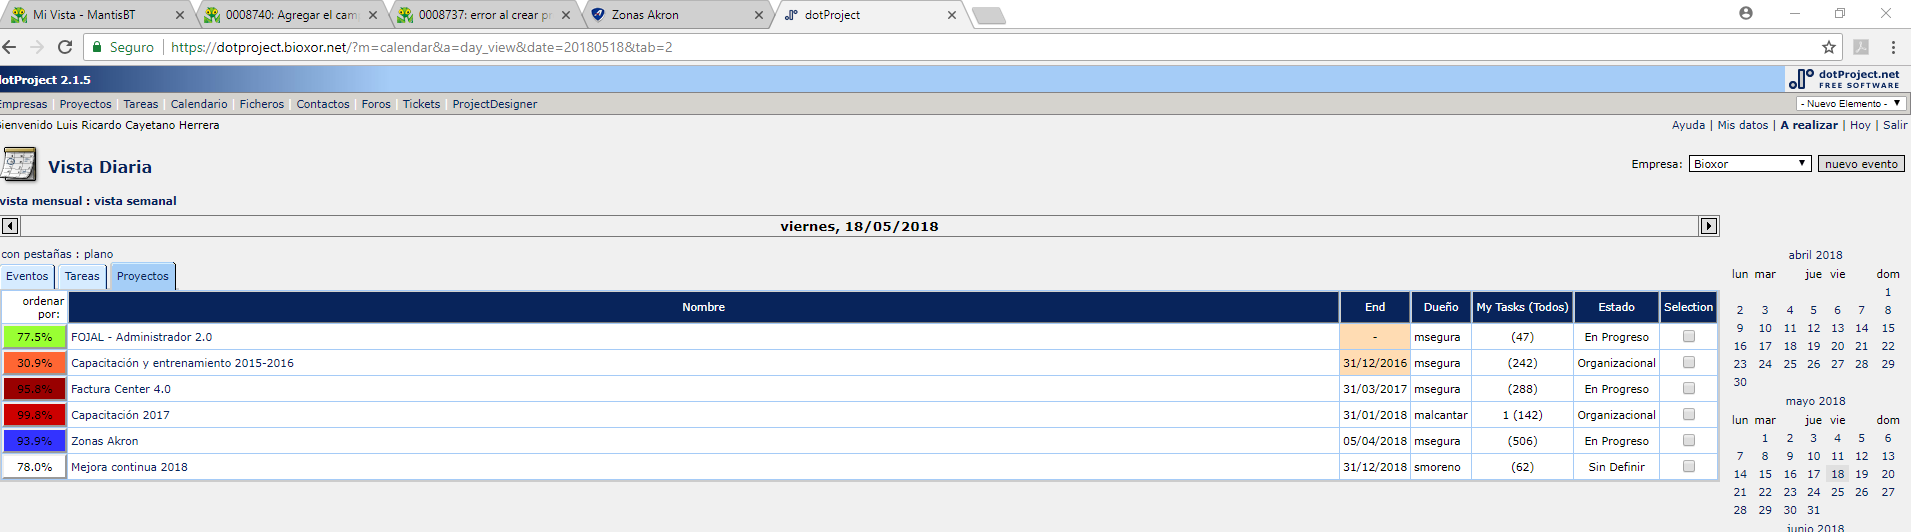 Mi Vista - MantisBT
0008740: Agregar el cam
0008737: error al crear p
Zonas Akron
dotProject
Seguro | https://dotproject.bioxor.net/?m=calendar&a=day_view&date=20180518&tab=2
dotProject 2.1.5
dotProject.net
FREE SOFTWARE
Empresas | Proyectos | Tareas | Calendario | Ficheros | Contactos | Foros | Tickets | ProjectDesigner
- Nuevo Elemento -
Bienvenido Luis Ricardo Cayetano Herrera
Ayuda | Mis datos | A realizar | Hoy | Salir
Vista Diaria
Empresa: Bioxor nuevo evento
vista mensual : vista semanal
viernes, 18/05/2018
con pestañas : plano
Eventos Tareas Proyectos
ordenar por: Nombre End Dueño My Tasks (Todos) Estado Selection
77.5% FOJAL - Administrador 2.0 - msegura (47) En Progreso
30.9% Capacitación y entrenamiento 2015-2016 31/12/2016 msegura (242) Organizacional
95.8% Factura Center 4.0 31/03/2017 msegura (288) En Progreso
99.8% Capacitación 2017 31/01/2018 malcantar 1 (142) Organizacional
93.9% Zonas Akron 05/04/2018 msegura (506) En Progreso
78.0% Mejora continua 2018 31/12/2018 smoreno (62) Sin Definir
abril 2018
lun mar jue vie dom
1
2 3 4 5 6 7 8
9 10 11 12 13 14 15
16 17 18 19 20 21 22
23 24 25 26 27 28 29
30
mayo 2018
lun mar jue vie dom
1 2 3 4 5 6
7 8 9 10 11 12 13
14 15 16 17 18 19 20
21 22 23 24 25 26 27
28 29 30 31
junio 2018